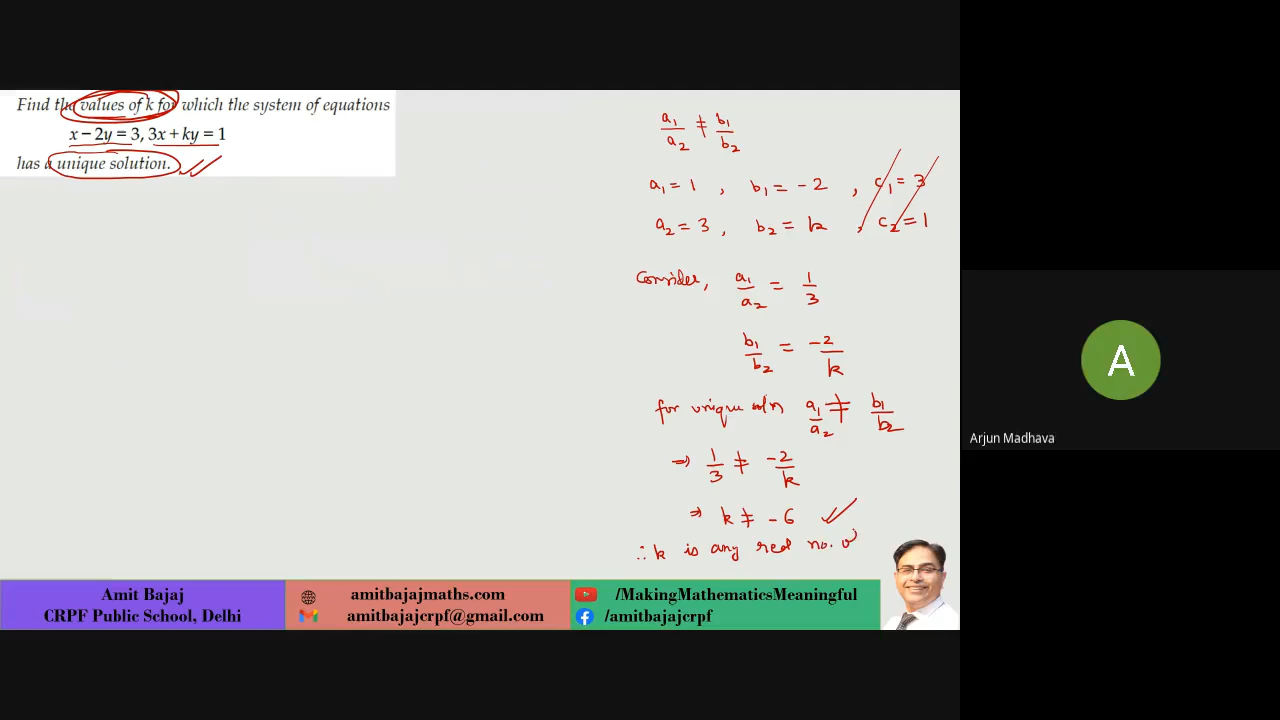 Find the values of k for which the system of equations
x − 2y = 3, 3x + ky = 1
has a unique solution.
a₁/a₂ ≠ b₁/b₂
a₁ = 1 , b₁ = −2 , c₁ = 3
a₂ = 3 , b₂ = k , c₂ = 1
Consider, a₁/a₂ = 1/3
b₁/b₂ = −2/k
for unique soln a₁/a₂ ≠ b₁/b₂
⇒ 1/3 ≠ −2/k
⇒ k ≠ −6
∴ k is any real no.
Amit Bajaj
CRPF Public School, Delhi
amitbajajmaths.com
amitbajajcrpf@gmail.com
/MakingMathematicsMeaningful
/amitbajajcrpf
A
Arjun Madhava